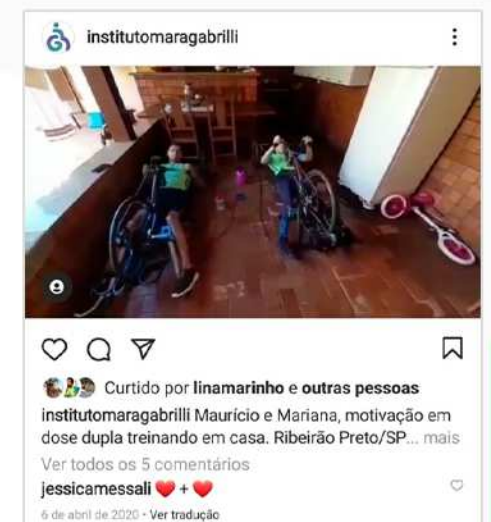 institutomaragabrilli
Curtido por linamarinho e outras pessoas
institutomaragabrilli Maurício e Mariana, motivação em
dose dupla treinando em casa. Ribeirão Preto/SP... mais
Ver todos os 5 comentários
jessicamessali ❤️ + ❤️
6 de abril de 2020 • Ver tradução